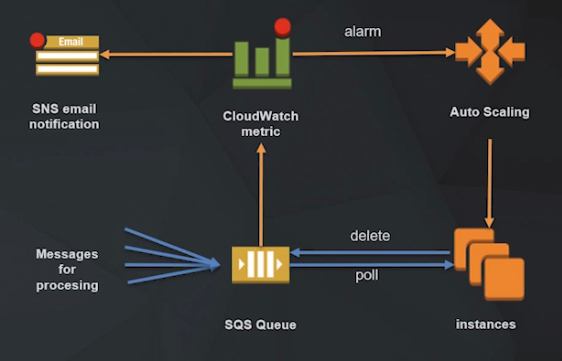 Email
alarm
SNS email
notification
CloudWatch
metric
Auto Scaling
Messages
for
procesing
delete
poll
SQS Queue
instances